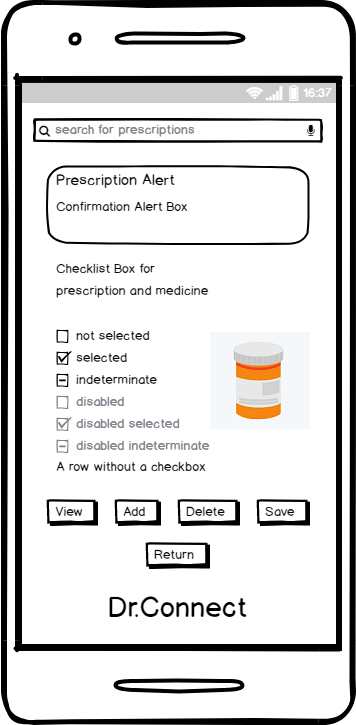 16:37
search for prescriptions
Prescription Alert
Confirmation Alert Box
Checklist Box for
prescription and medicine
not selected
selected
indeterminate
disabled
disabled selected
disabled indeterminate
A row without a checkbox
View Add Delete Save
Return
Dr.Connect